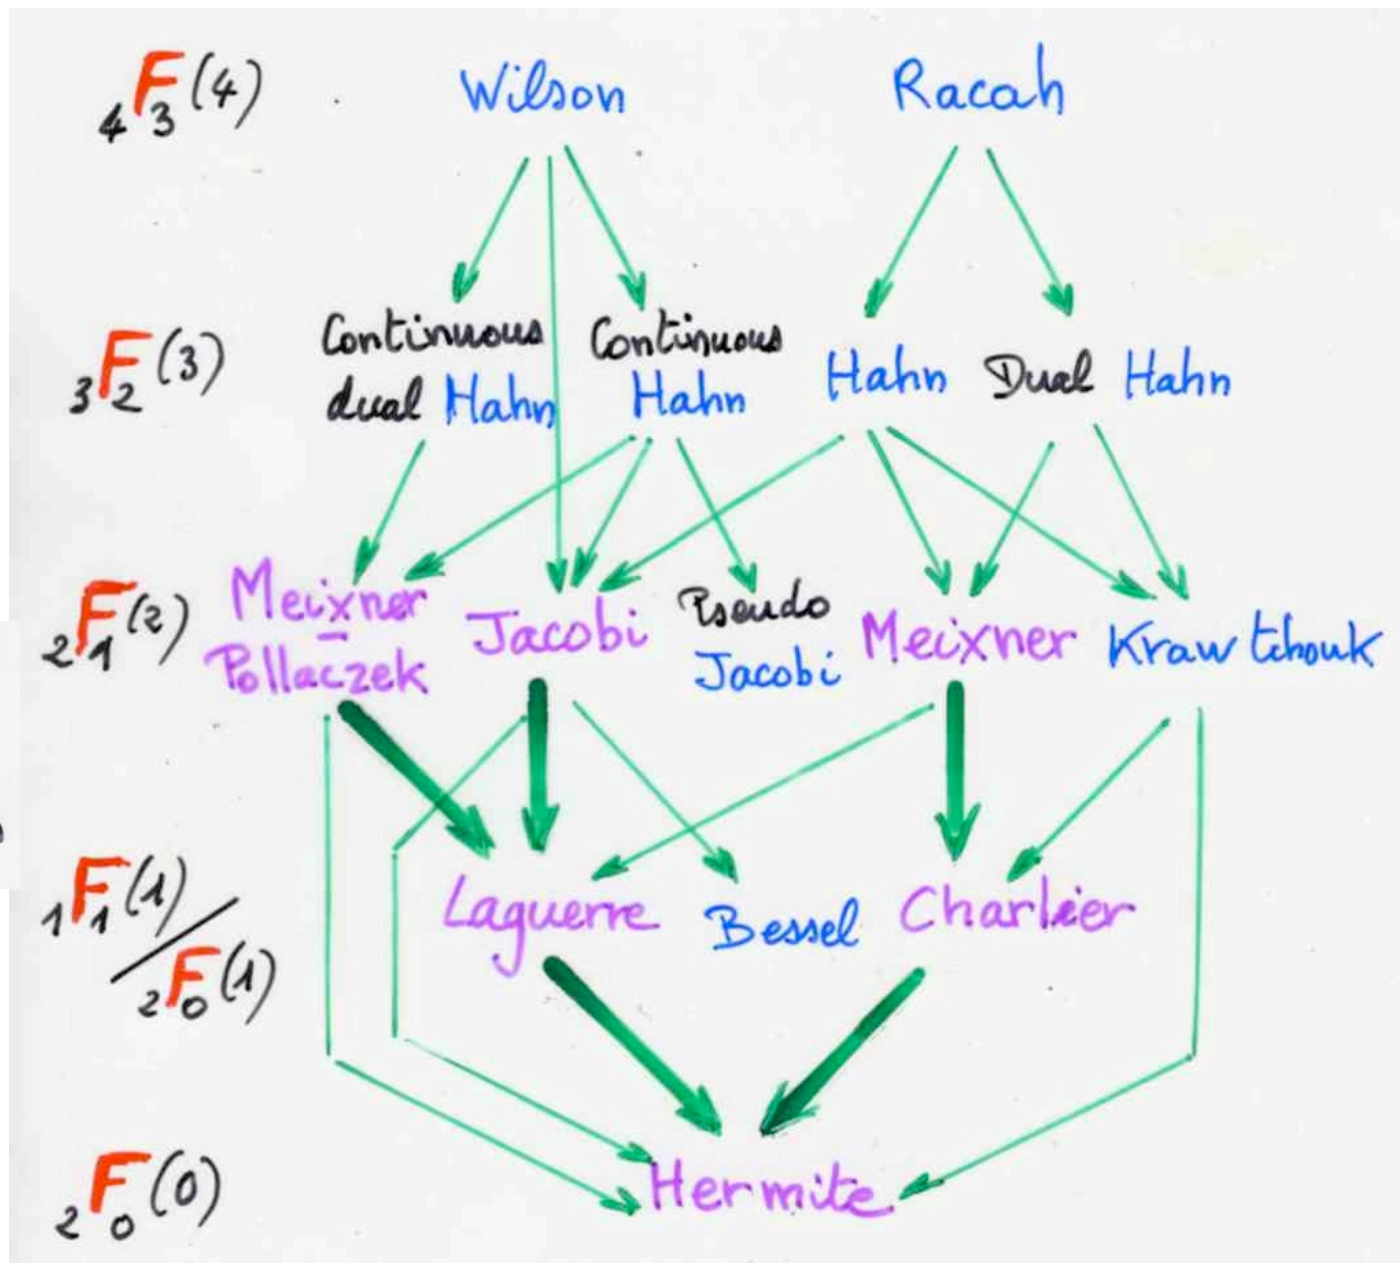 ₄F₃(4) Wilson Racah
Continuous Continuous
₃F₂(3) dual Hahn Hahn Hahn Dual Hahn
Meixner - Pollaczek Jacobi Pseudo Jacobi Meixner Krawtchouk
₂F₁(2)
₁F₁(1) / ₂F₀(1) Laguerre Bessel Charlier
₂F₀(0) Hermite